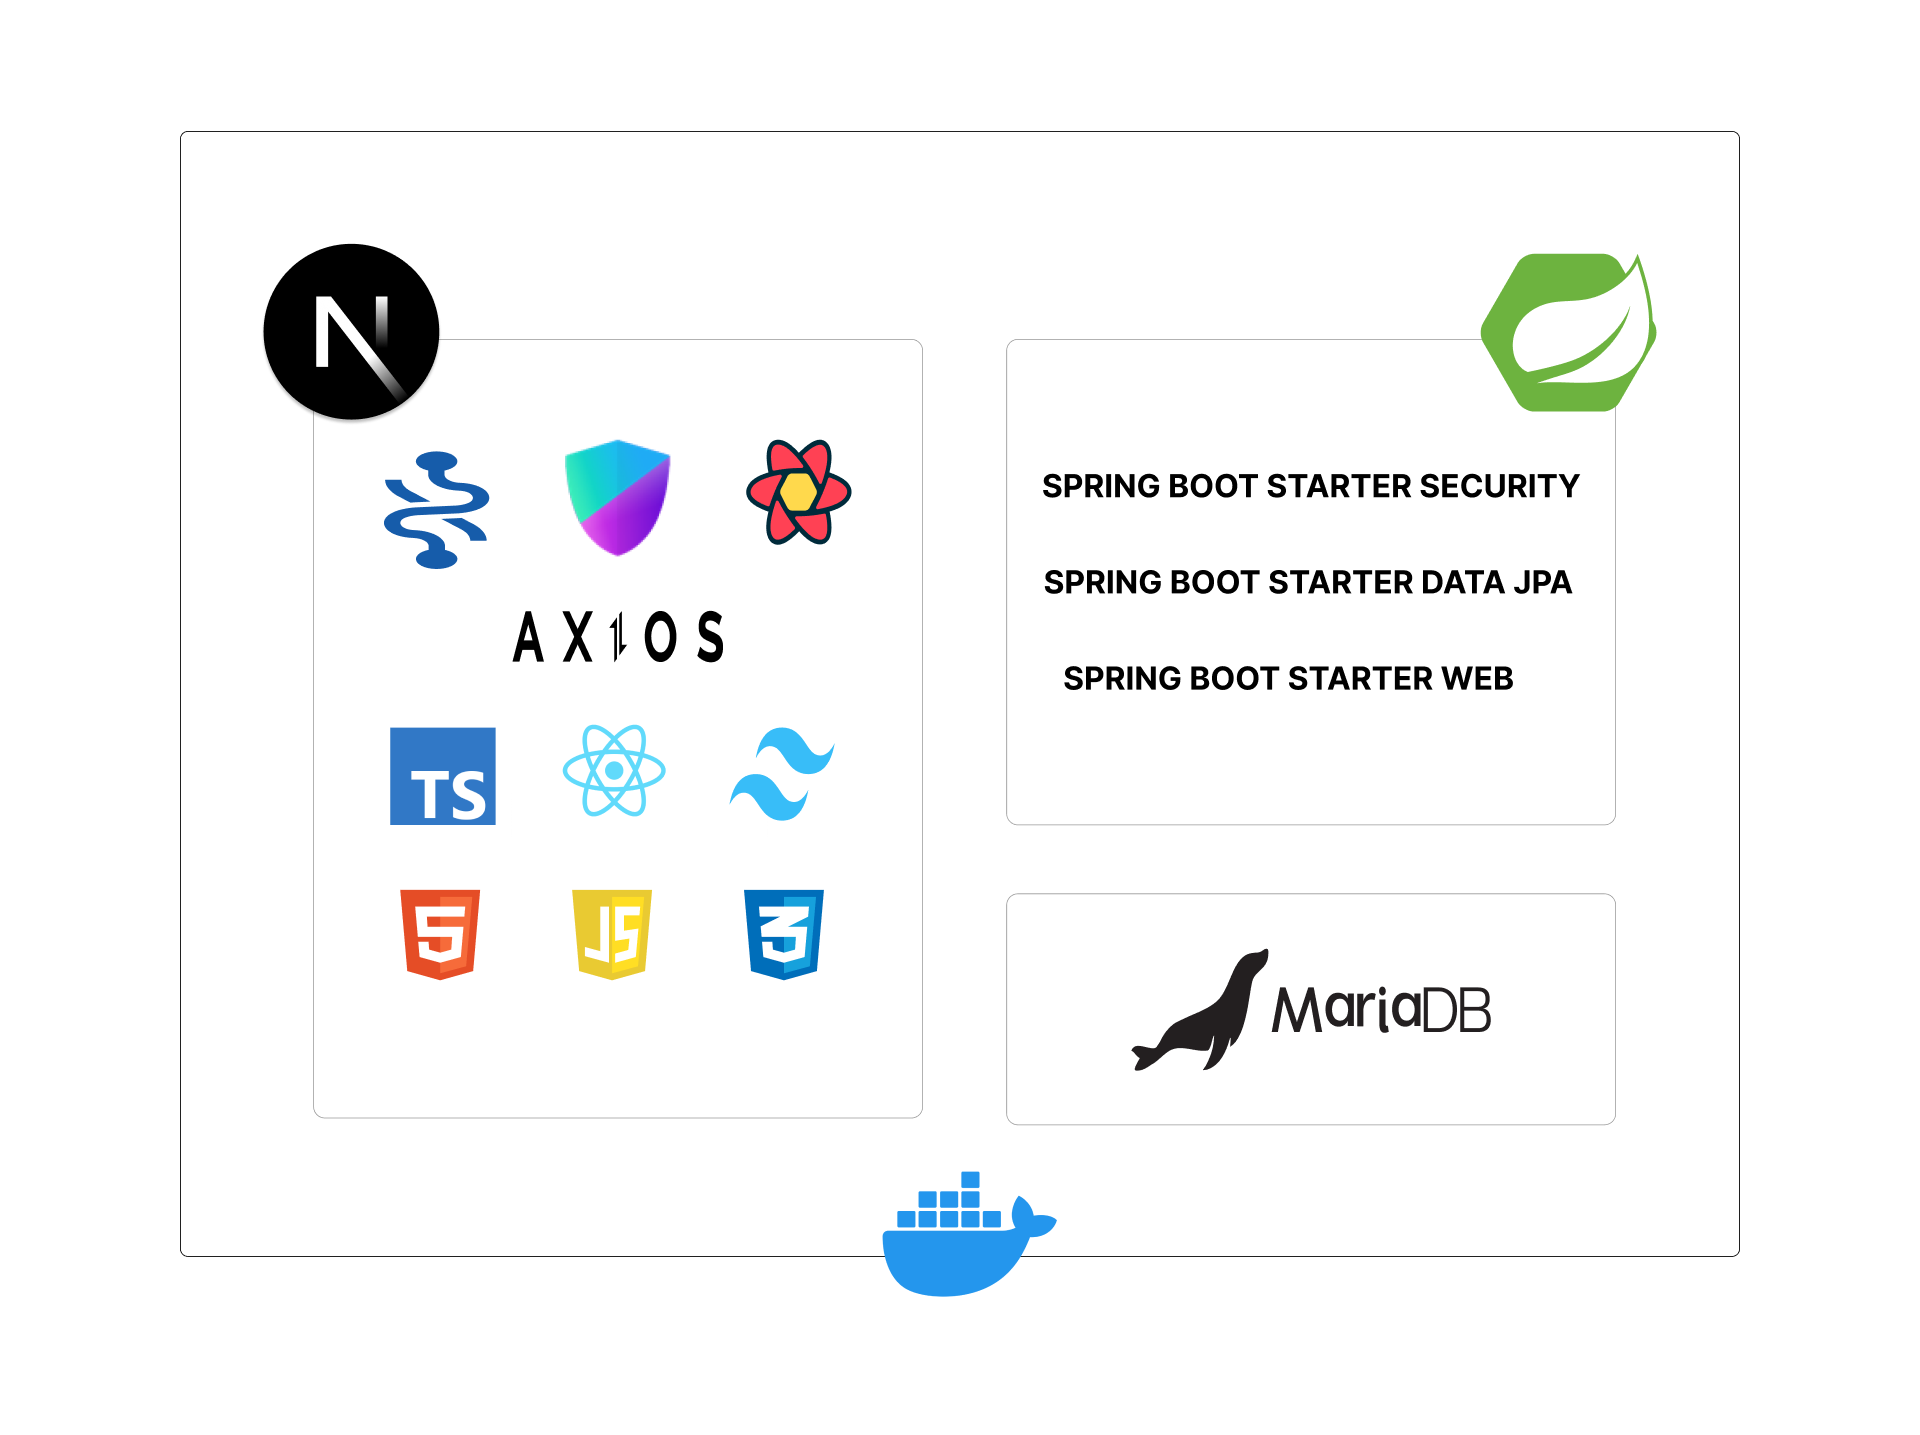 N
SPRING BOOT STARTER SECURITY
SPRING BOOT STARTER DATA JPA
SPRING BOOT STARTER WEB
AXIOS
TS
5
JS
3
MariaDB